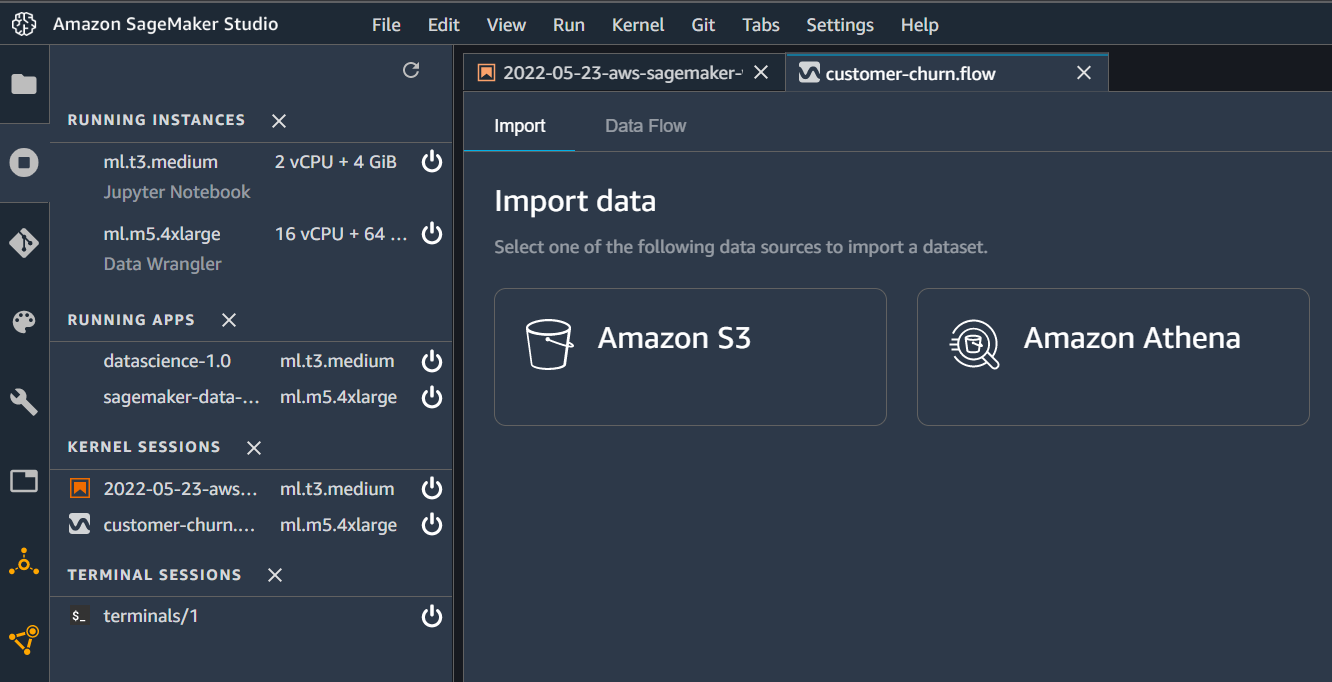 Amazon SageMaker Studio File Edit View Run Kernel Git Tabs Settings Help
RUNNING INSTANCES
ml.t3.medium 2 vCPU + 4 GiB
Jupyter Notebook
ml.m5.4xlarge 16 vCPU + 64 ...
Data Wrangler
RUNNING APPS
datascience-1.0 ml.t3.medium
sagemaker-data-... ml.m5.4xlarge
KERNEL SESSIONS
2022-05-23-aws... ml.t3.medium
customer-churn.... ml.m5.4xlarge
TERMINAL SESSIONS
$_ terminals/1
2022-05-23-aws-sagemaker- customer-churn.flow
Import Data Flow
Import data
Select one of the following data sources to import a dataset.
Amazon S3
Amazon Athena